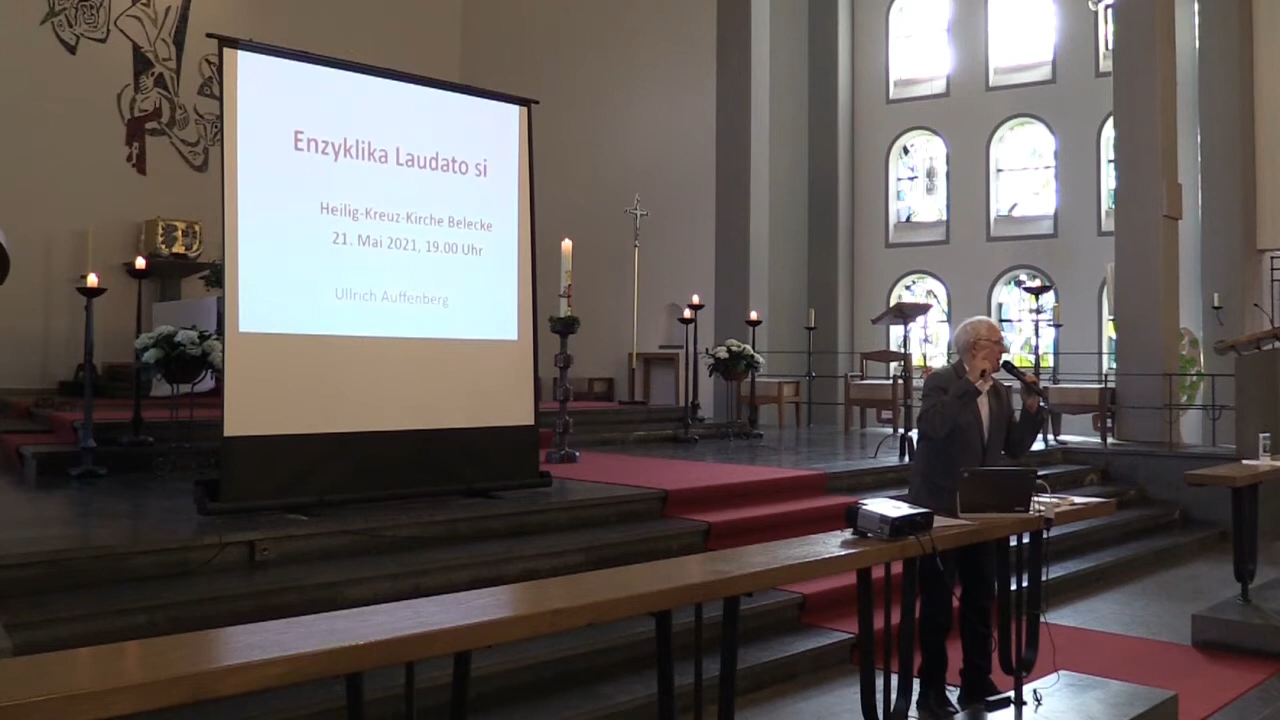 Enzyklika Laudato si
Heilig-Kreuz-Kirche Belecke
21. Mai 2021, 19.00 Uhr
Ullrich Auffenberg